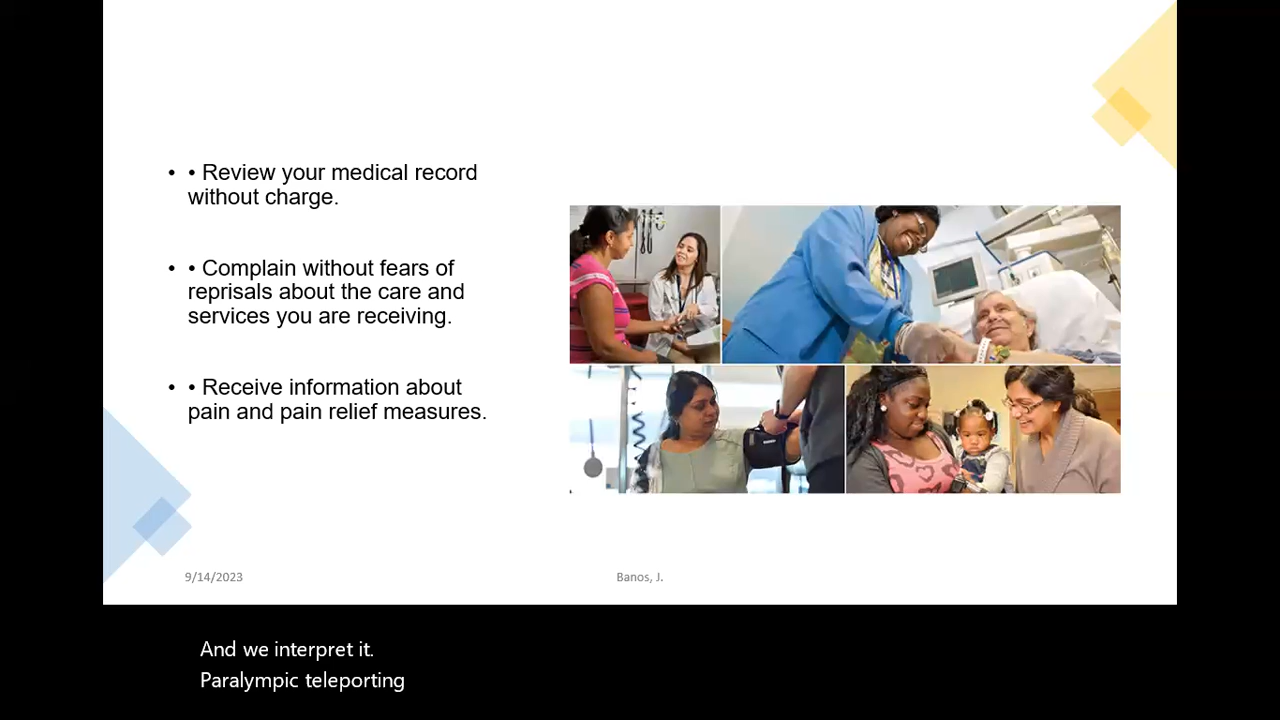 • • Review your medical record
without charge.
• • Complain without fears of
reprisals about the care and
services you are receiving.
• • Receive information about
pain and pain relief measures.
9/14/2023
Banos, J.
And we interpret it.
Paralympic teleporting